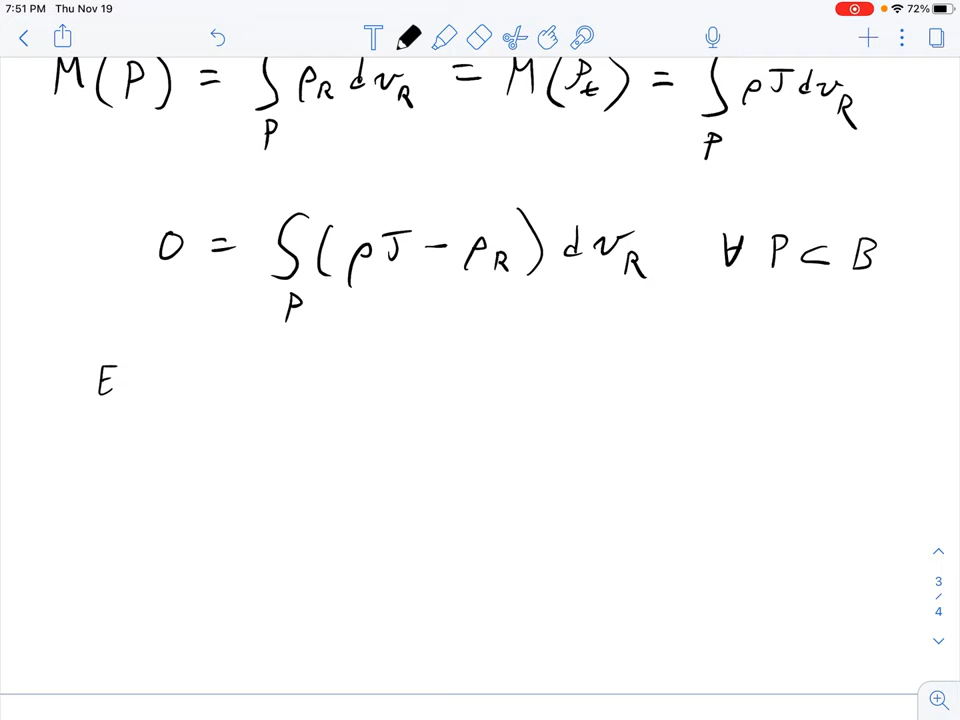 7:51 PM Thu Nov 19 72%
M(P) = ∫_P ρ_R dv_R = M(P_t) = ∫_P ρJ dv_R
0 = ∫_P (ρJ - ρ_R) dv_R ∀ P ⊂ B
E
3
/
4